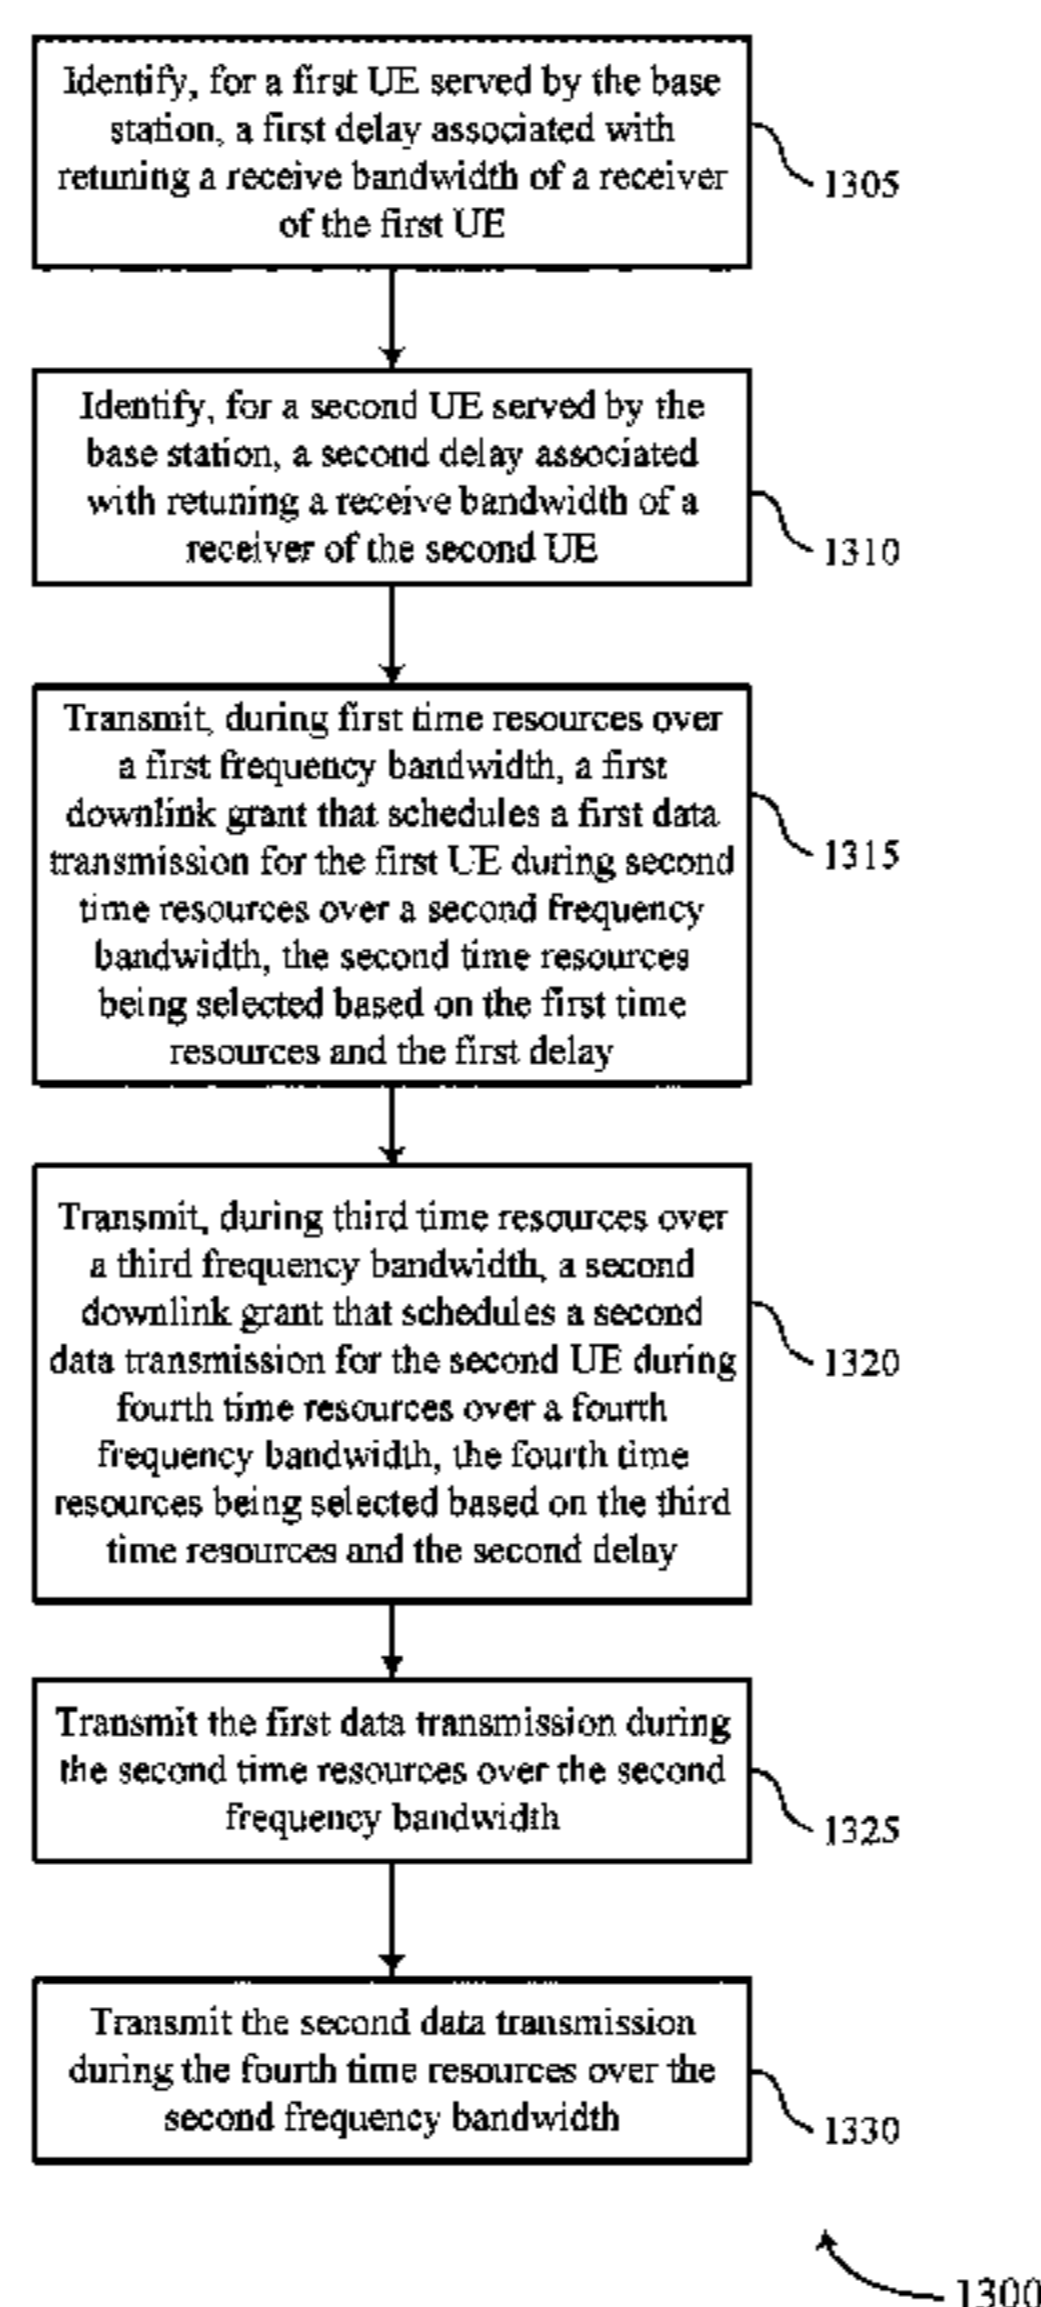 Identify, for a first UE served by the base
station, a first delay associated with
retuning a receive bandwidth of a receiver
of the first UE
1305
Identify, for a second UE served by the
base station, a second delay associated
with retuning a receive bandwidth of a
receiver of the second UE
1310
Transmit, during first time resources over
a first frequency bandwidth, a first
downlink grant that schedules a first data
transmission for the first UE during second
time resources over a second frequency
bandwidth, the second time resources
being selected based on the first time
resources and the first delay
1315
Transmit, during third time resources over
a third frequency bandwidth, a second
downlink grant that schedules a second
data transmission for the second UE during
fourth time resources over a fourth
frequency bandwidth, the fourth time
resources being selected based on the third
time resources and the second delay
1320
Transmit the first data transmission during
the second time resources over the second
frequency bandwidth
1325
Transmit the second data transmission
during the fourth time resources over the
second frequency bandwidth
1330
1300